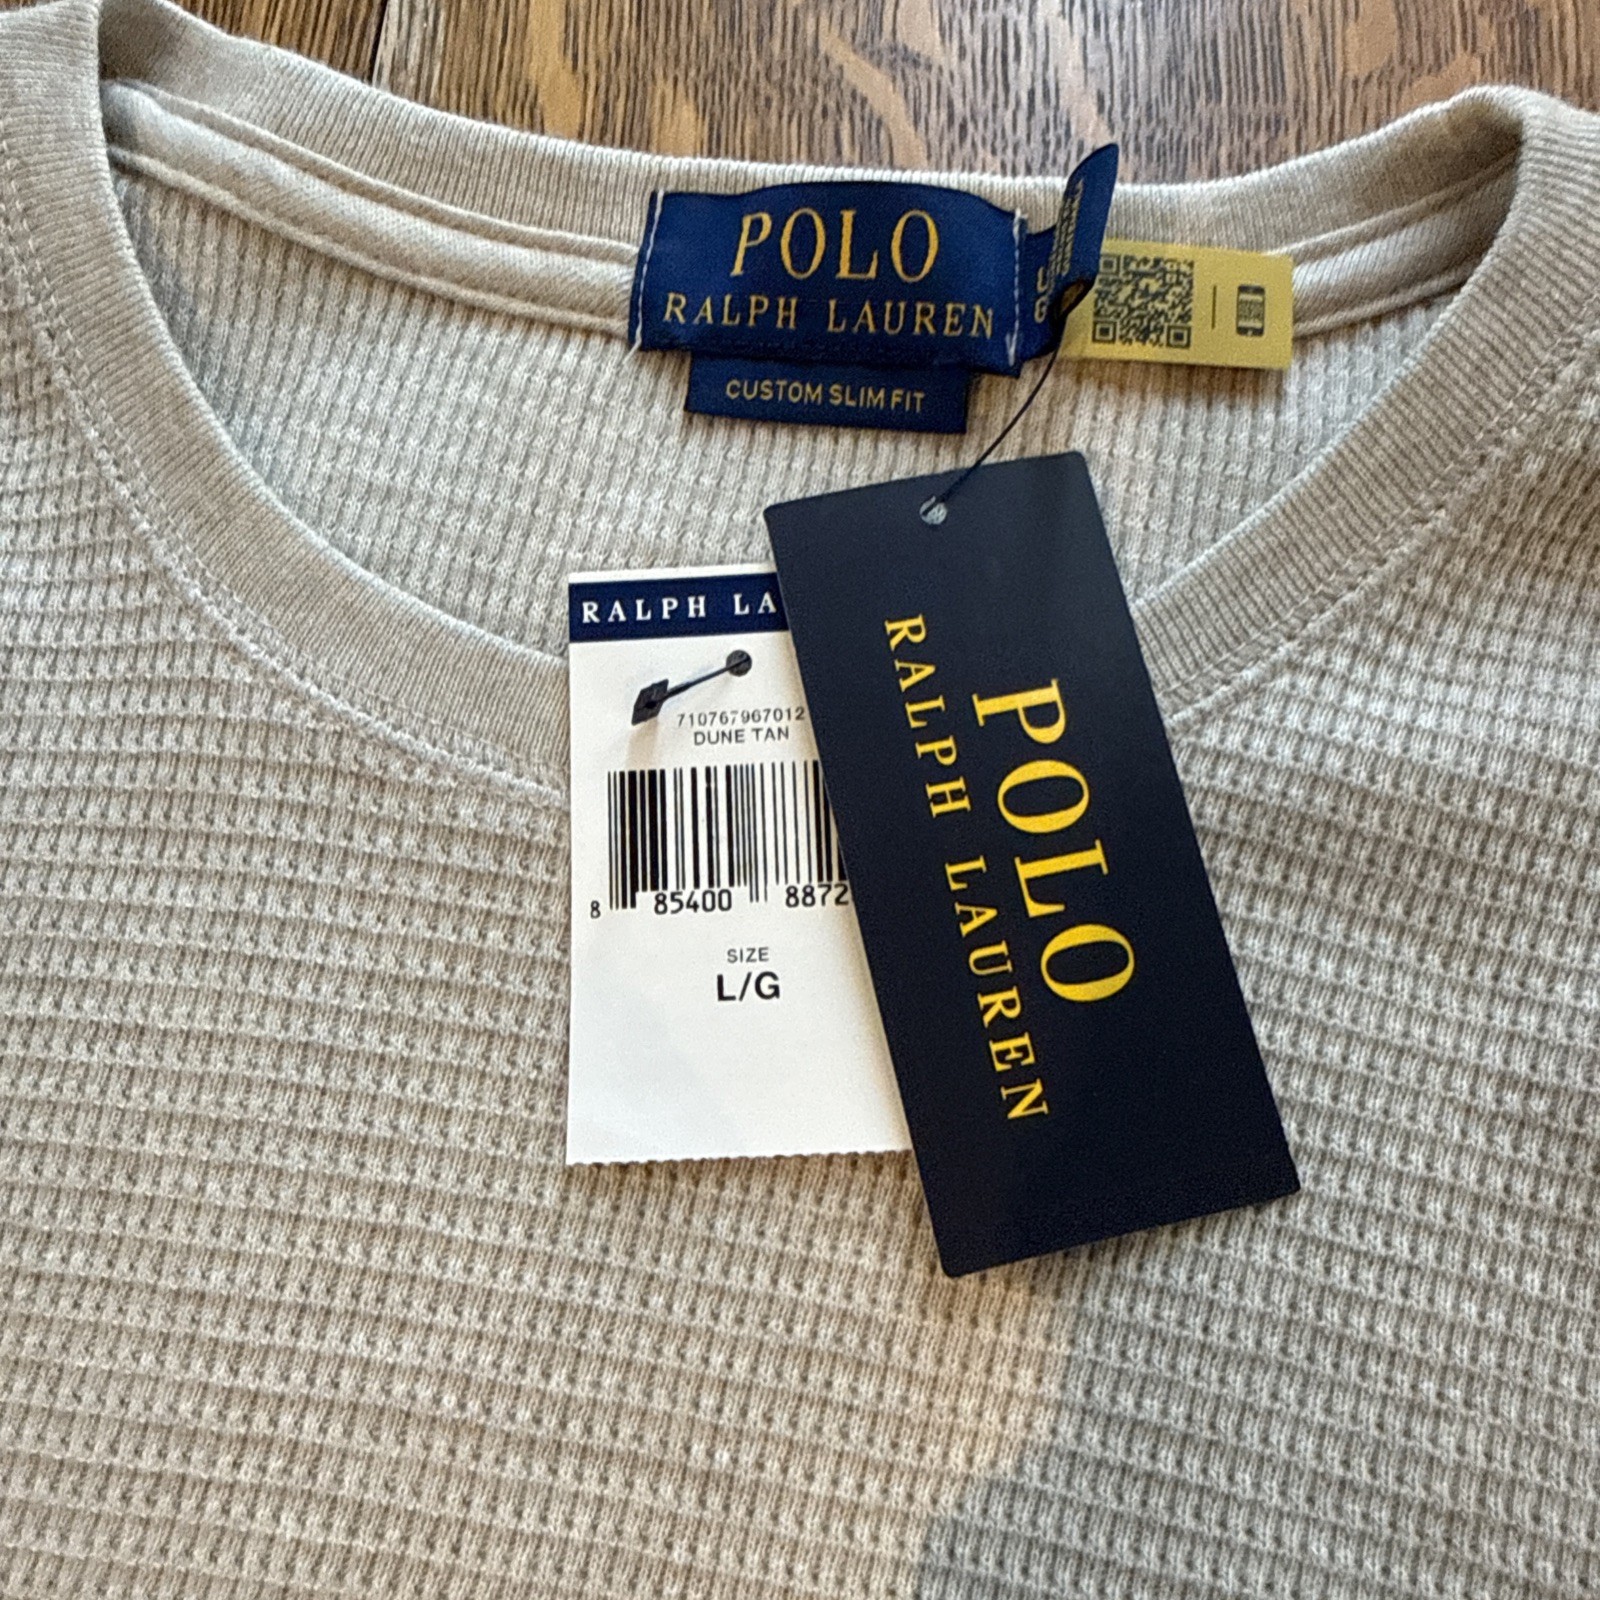 POLO
RALPH LAUREN
CUSTOM SLIM FIT
RALPH LA
710767967012
DUNE TAN
8 85400 8872
SIZE
L/G
POLO
RALPH LAUREN